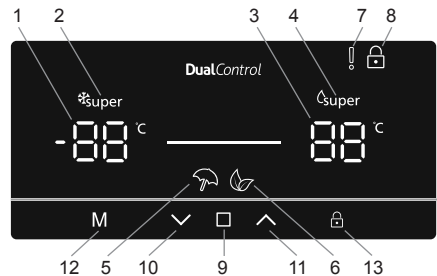 1 2 3 4 7 8
DualControl
super super
-88 °C 88 °C
M
12 5 10 9 11 6 13